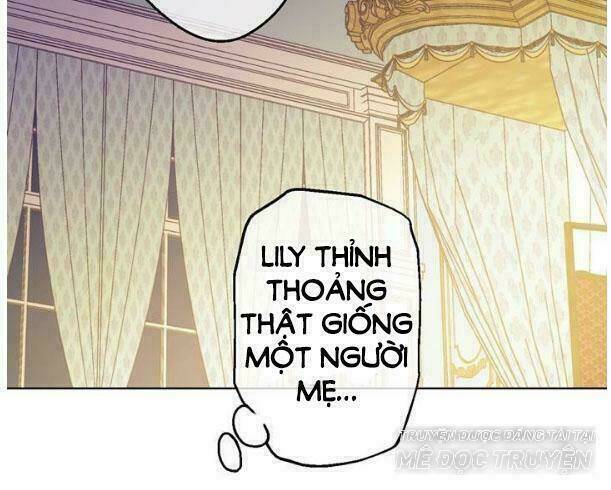 LILY THỈNH
THOẢNG
THẬT GIỐNG
MỘT NGƯỜI
MẸ...
TRUYỆN ĐƯỢC ĐĂNG TẢI TẠI
MÊ ĐỌC TRUYỆN